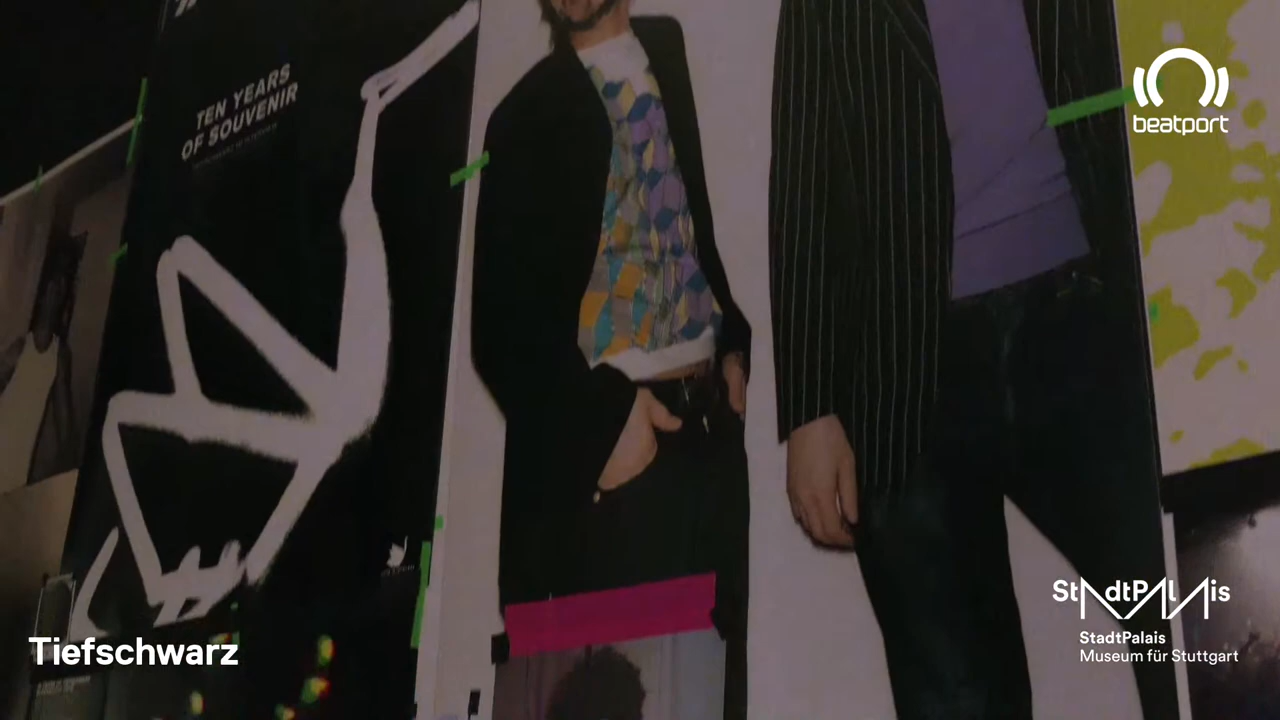 TEN YEARS
OF SOUVENIR
beatport
StadtPalais
StadtPalais
Museum für Stuttgart
Tiefschwarz